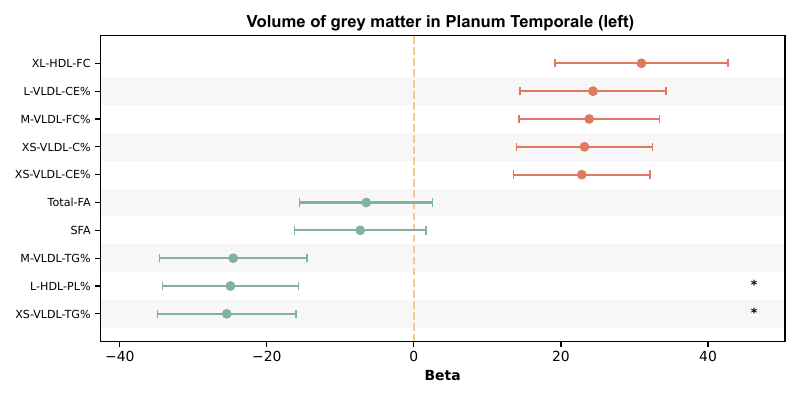 Volume of grey matter in Planum Temporale (left)
XL-HDL-FC
L-VLDL-CE%
M-VLDL-FC%
XS-VLDL-C%
XS-VLDL-CE%
Total-FA
SFA
M-VLDL-TG%
L-HDL-PL% *
XS-VLDL-TG% *
−40 −20 0 20 40
Beta